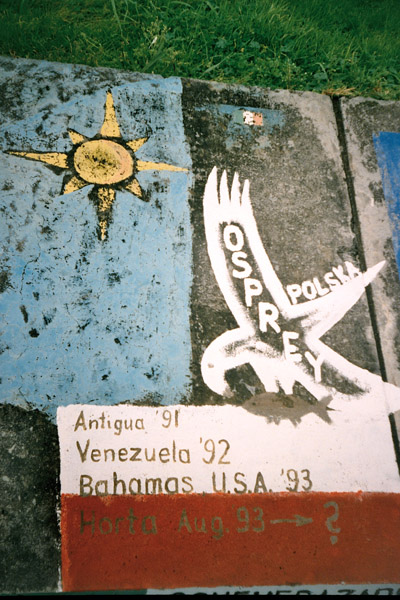 OSPREY
POLSKA
Antigua '91
Venezuela '92
Bahamas U.S.A. '93
Horta Aug. 93 → ?